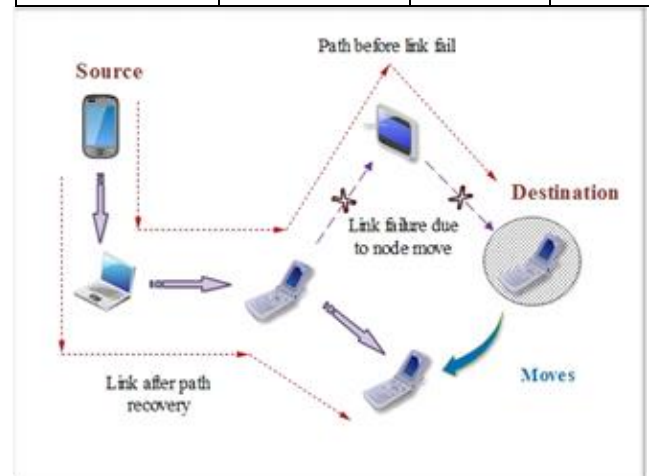 Path before link fail
Source
Destination
Link failure due
to node move
Moves
Link after path
recovery